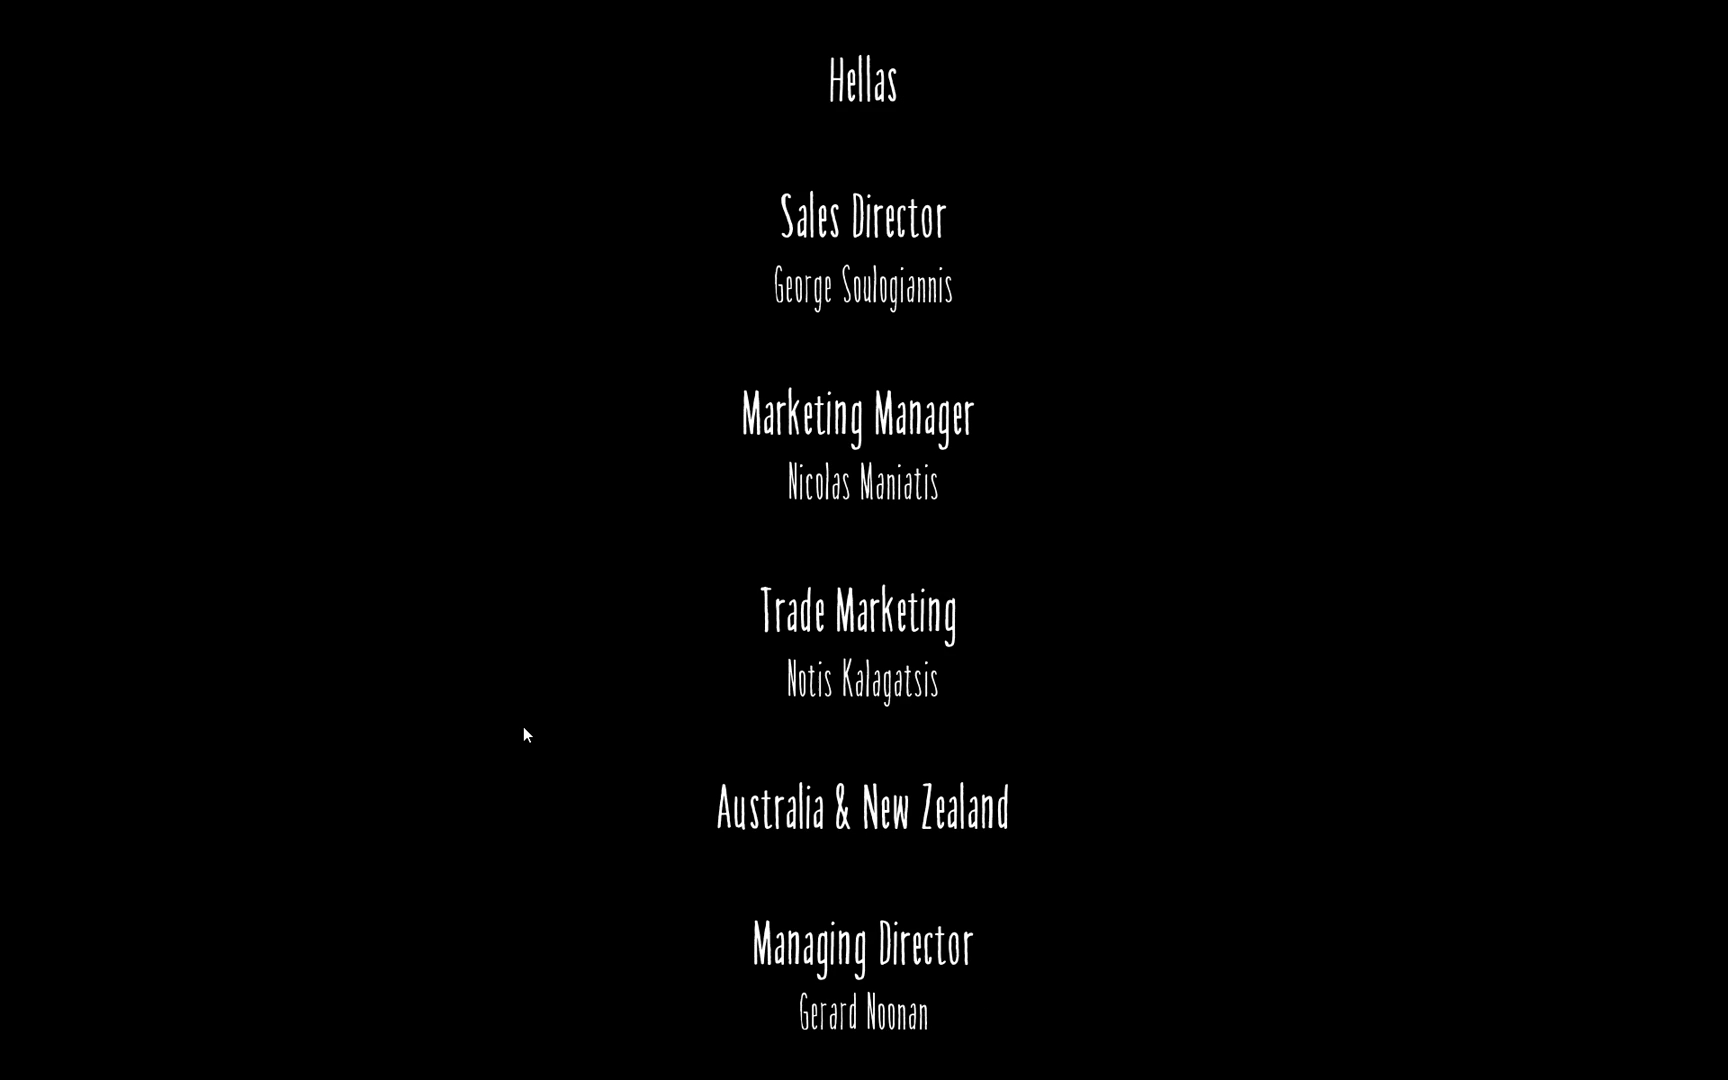 Hellas
Sales Director
George Soulogiannis
Marketing Manager
Nicolas Maniatis
Trade Marketing
Notis Kalagatsis
Australia & New Zealand
Managing Director
Gerard Noonan